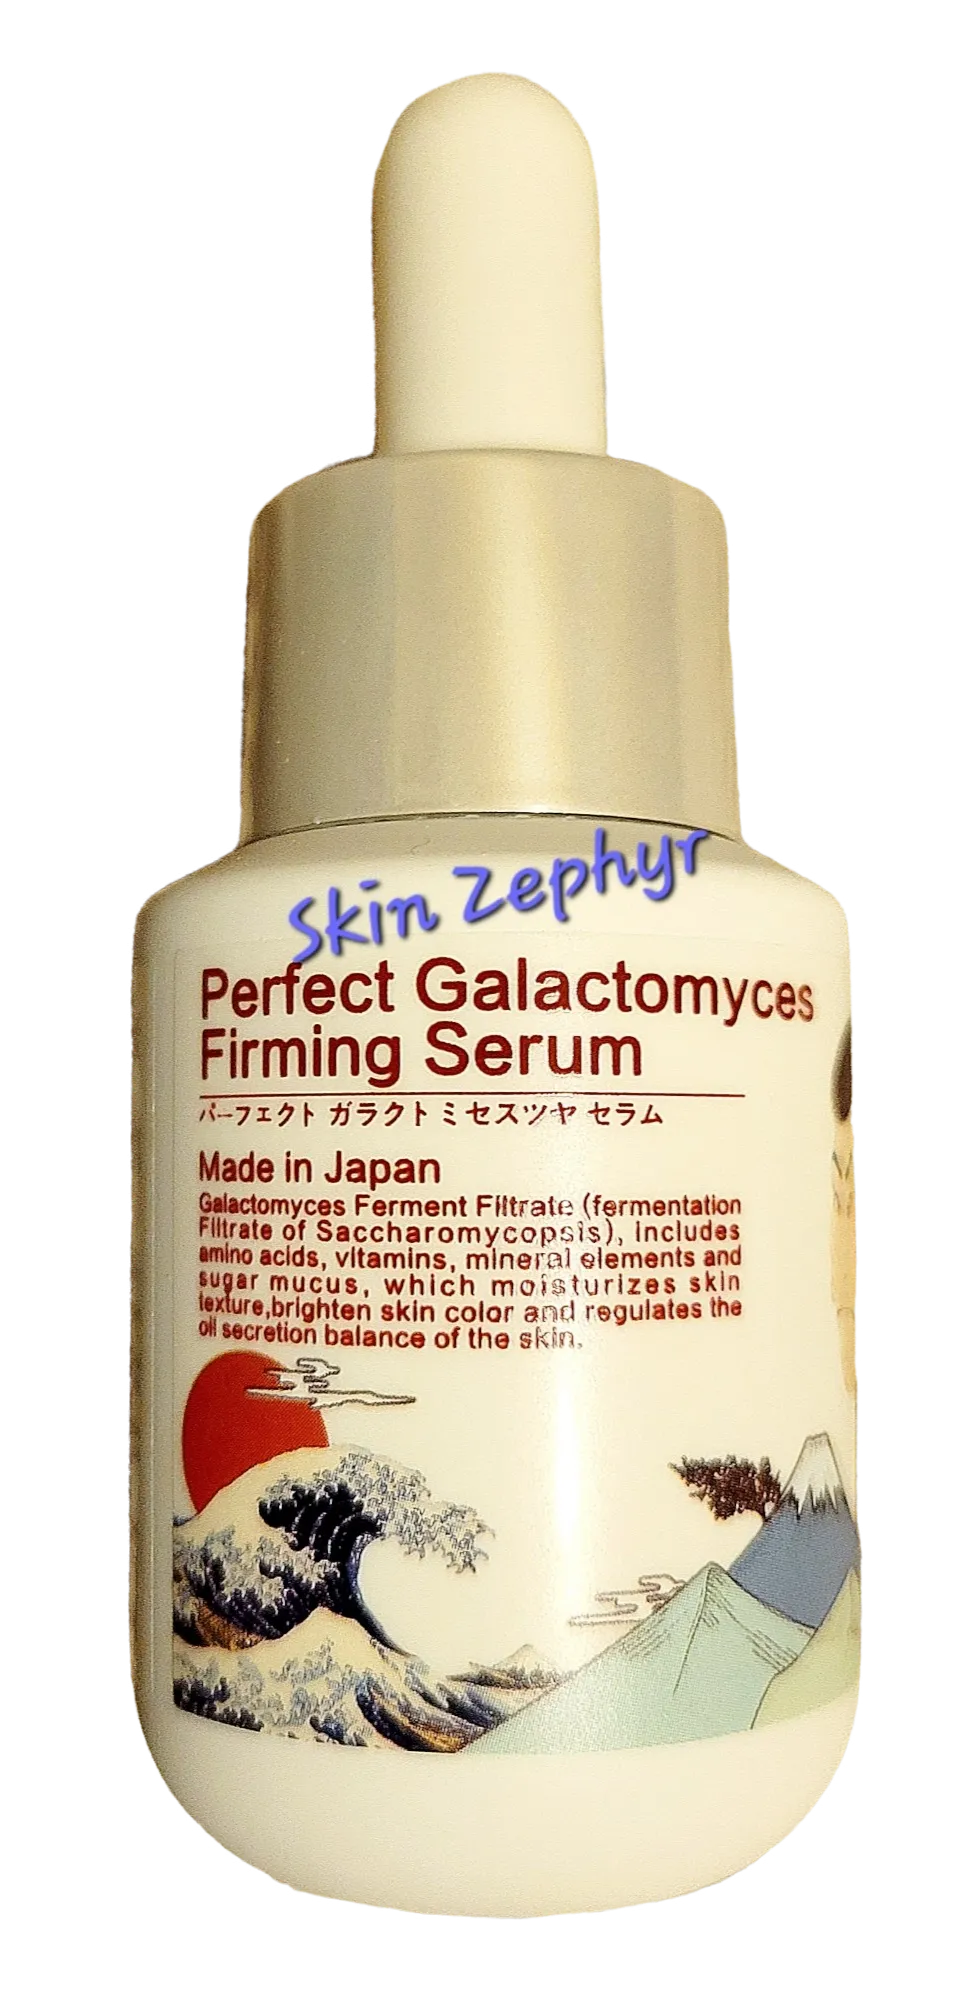 Skin Zephyr
Perfect Galactomyces
Firming Serum
パーフェクト ガラクト ミセスツヤ セラム
Made in Japan
Galactomyces Ferment Filtrate (fermentation
Filtrate of Saccharomycopsis), includes
amino acids, vitamins, mineral elements and
sugar mucus, which moisturizes skin
texture,brighten skin color and regulates the
oil secretion balance of the skin.